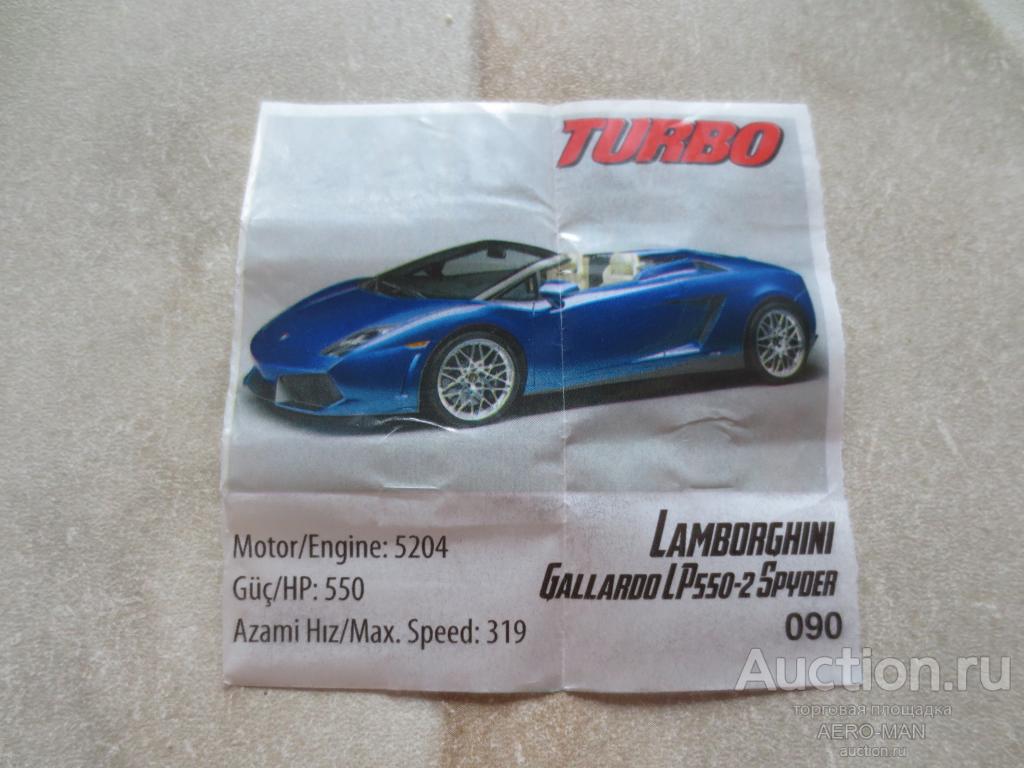 TURBO
Motor/Engine: 5204
Güç/HP: 550
Azami Hız/Max. Speed: 319
LAMBORGHINI
GALLARDO LP550-2 SPYDER
090
Auction.ru
торговая площадка
AERO-MAN
auction.ru